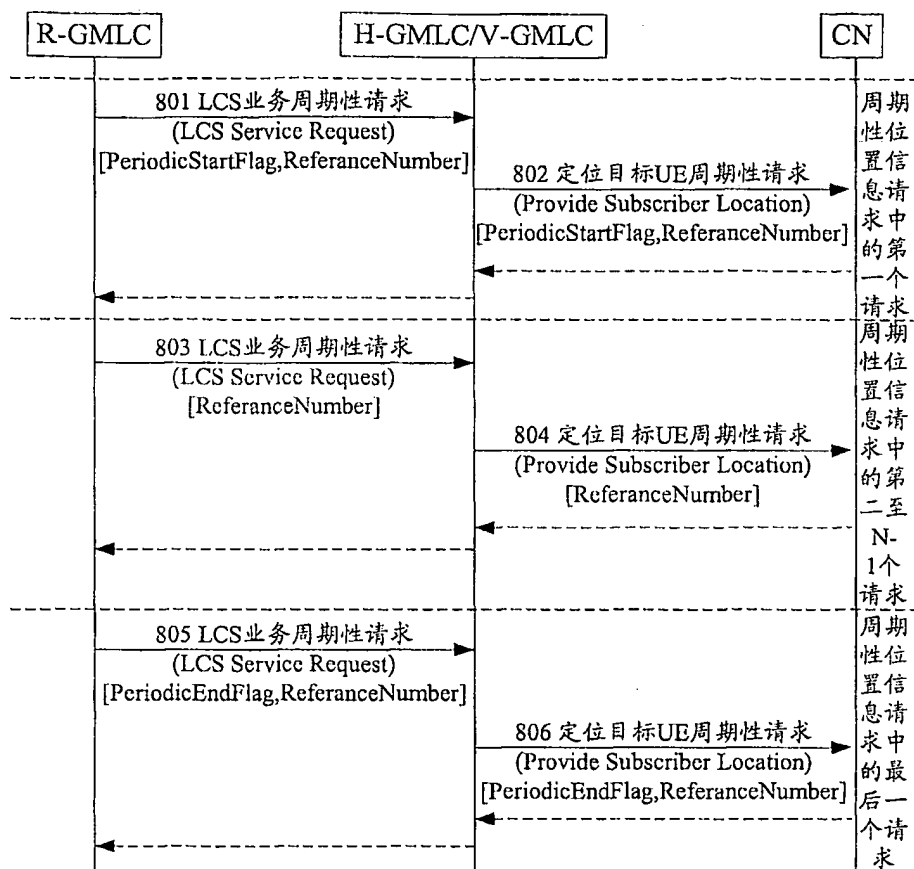 R-GMLC
H-GMLC/V-GMLC
CN
801 LCS业务周期性请求
(LCS Service Request)
[PeriodicStartFlag,ReferanceNumber]
802 定位目标UE周期性请求
(Provide Subscriber Location)
[PeriodicStartFlag,ReferanceNumber]
周期
性位
置信
息请
求中
的第
一个
请求
803 LCS业务周期性请求
(LCS Service Request)
[ReferanceNumber]
804 定位目标UE周期性请求
(Provide Subscriber Location)
[ReferanceNumber]
周期
性位
置信
息请
求中
的第
二至
N-
1个
请求
805 LCS业务周期性请求
(LCS Service Request)
[PeriodicEndFlag,ReferanceNumber]
806 定位目标UE周期性请求
(Provide Subscriber Location)
[PeriodicEndFlag,ReferanceNumber]
周期
性位
置信
息请
求中
的最
后一
个请
求